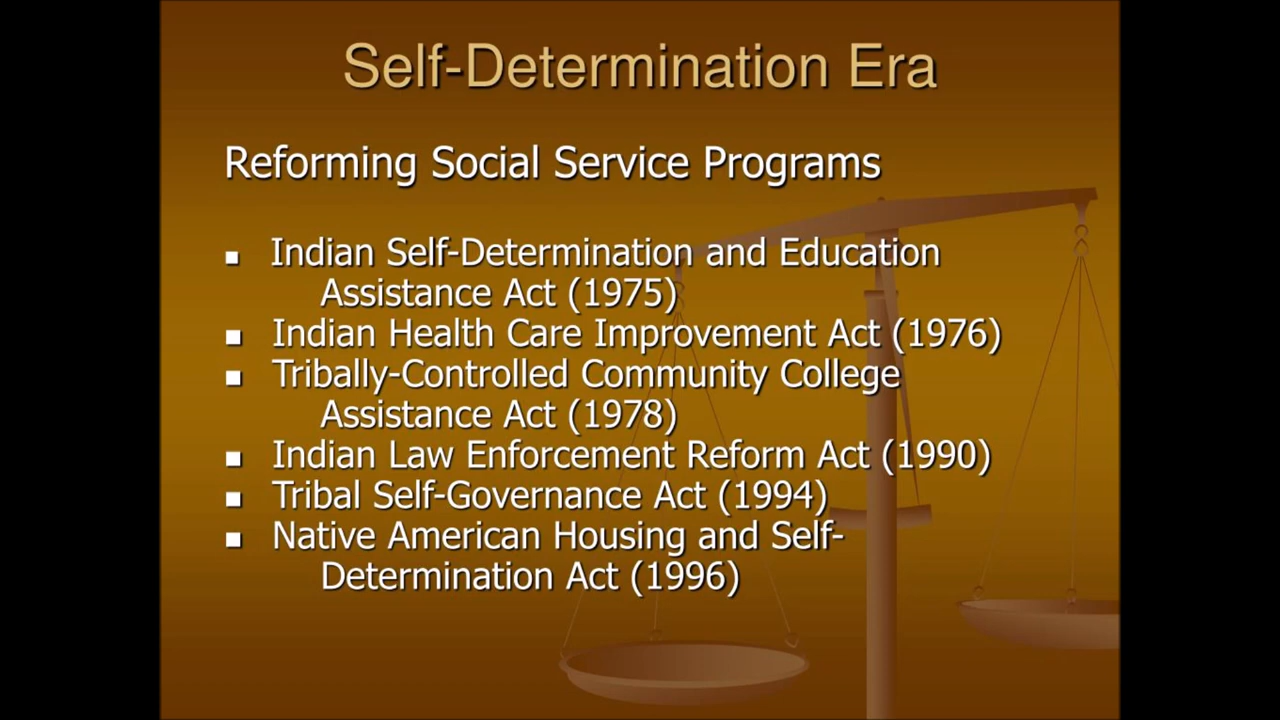 Self-Determination Era
Reforming Social Service Programs
Indian Self-Determination and Education
Assistance Act (1975)
Indian Health Care Improvement Act (1976)
Tribally-Controlled Community College
Assistance Act (1978)
Indian Law Enforcement Reform Act (1990)
Tribal Self-Governance Act (1994)
Native American Housing and Self-
Determination Act (1996)